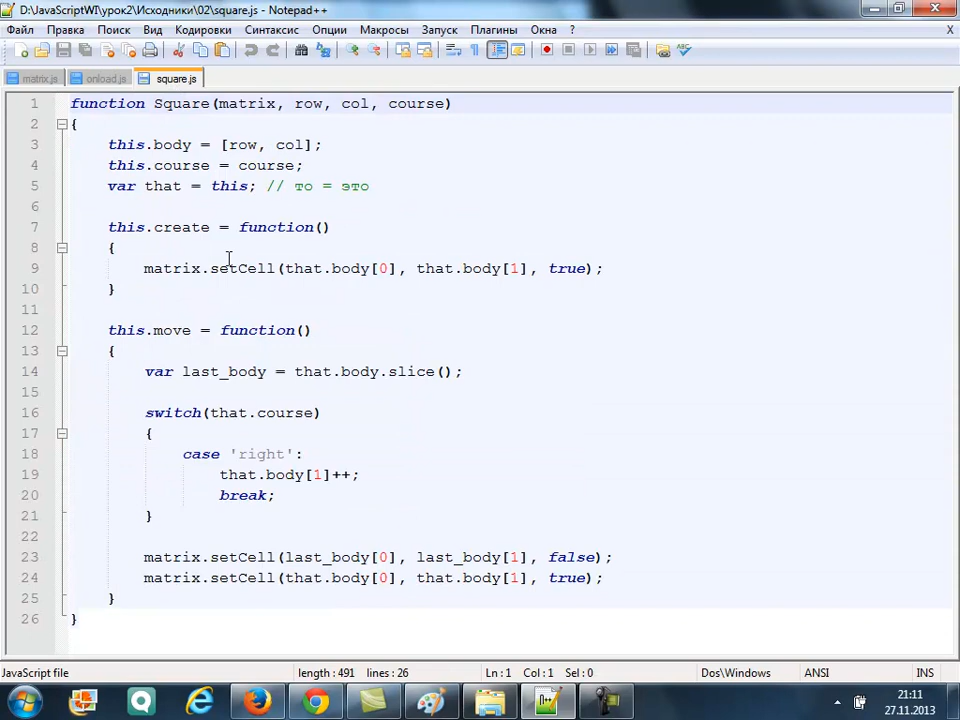 D:\JavaScriptWI\урок2\Исходники\02\square.js - Notepad++
Файл Правка Поиск Вид Кодировки Синтаксис Опции Макросы Запуск Плагины Окна ? X
matrix.js onload.js square.js
1 function Square(matrix, row, col, course)
2 {
3 this.body = [row, col];
4 this.course = course;
5 var that = this; // то = это
6
7 this.create = function()
8 {
9 matrix.setCell(that.body[0], that.body[1], true);
10 }
11
12 this.move = function()
13 {
14 var last_body = that.body.slice();
15
16 switch(that.course)
17 {
18 case 'right':
19 that.body[1]++;
20 break;
21 }
22
23 matrix.setCell(last_body[0], last_body[1], false);
24 matrix.setCell(that.body[0], that.body[1], true);
25 }
26 }
JavaScript file length : 491 lines : 26 Ln : 1 Col : 1 Sel : 0 Dos\Windows ANSI INS
21:11
27.11.2013